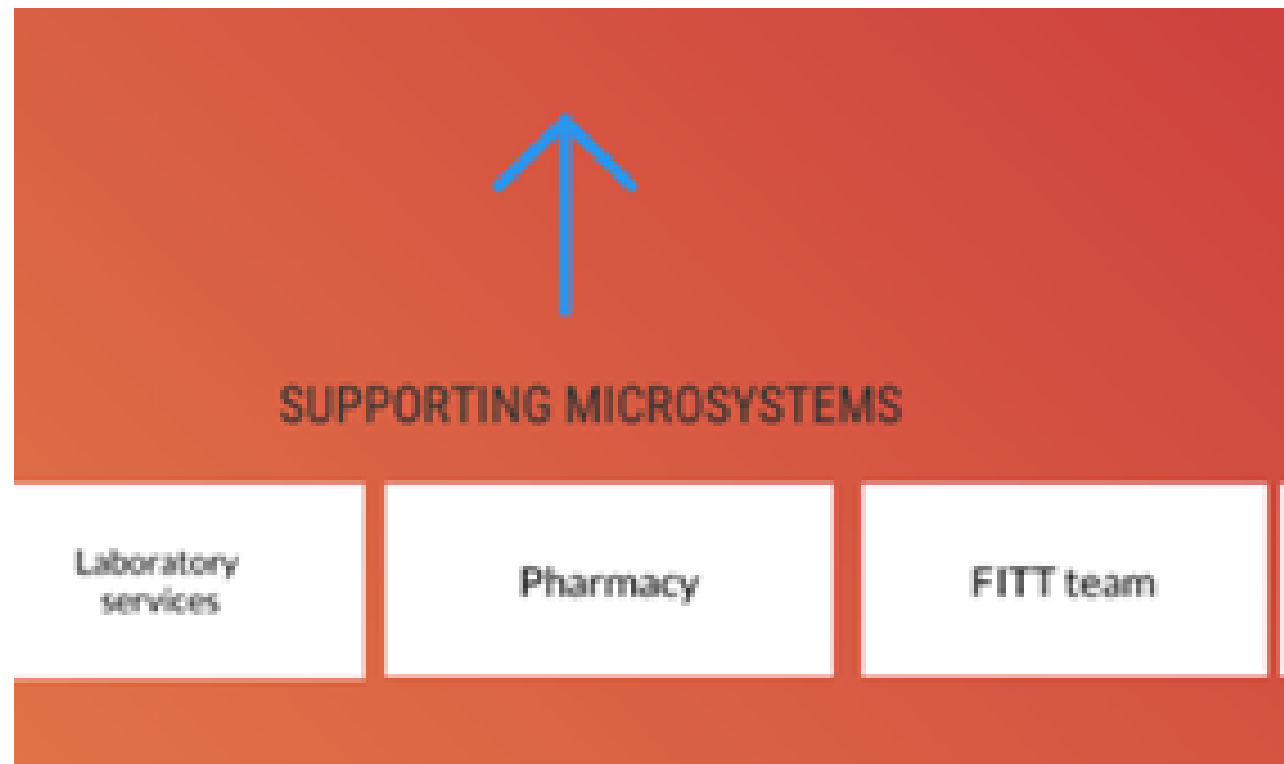 SUPPORTING MICROSYSTEMS
Laboratory
services
Pharmacy
FITT team